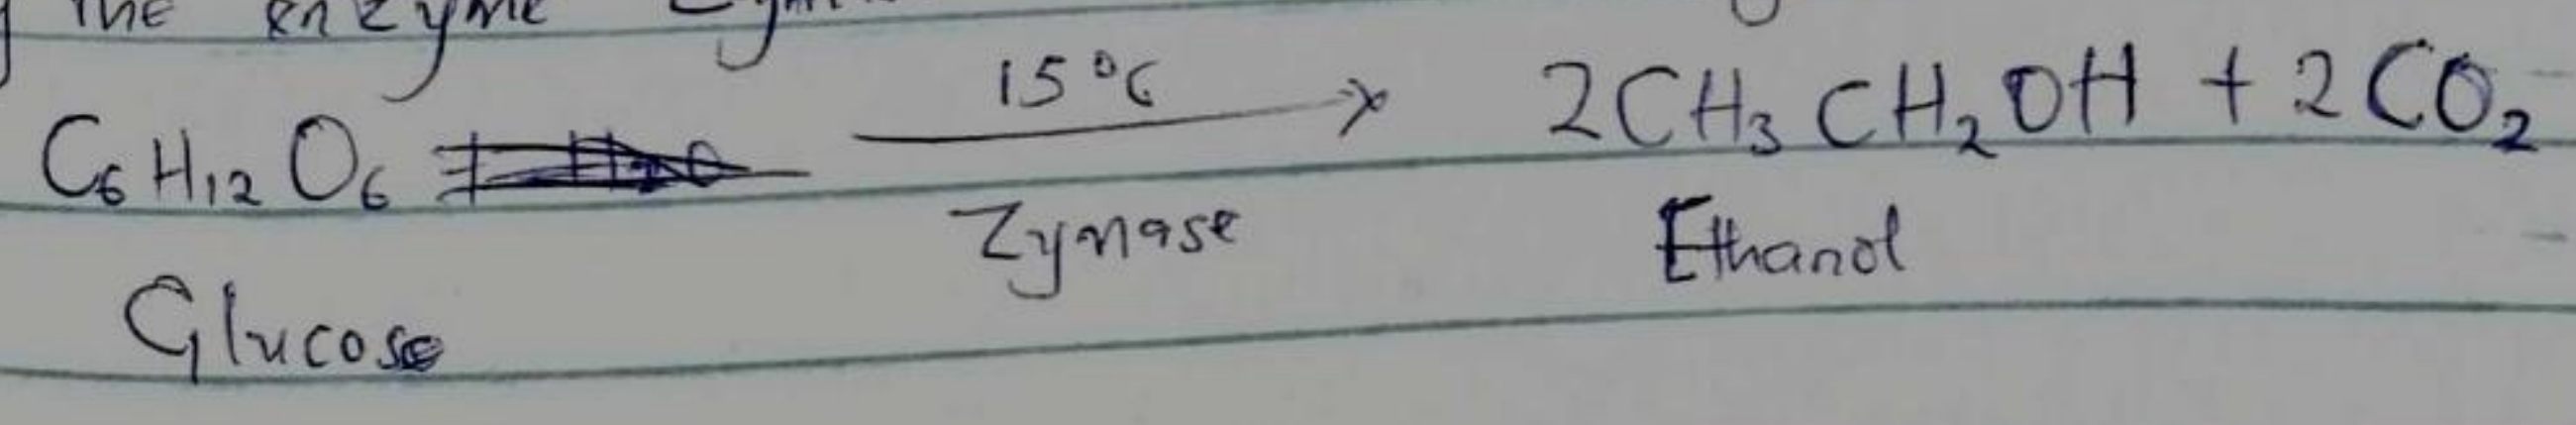 the enzyme
C₆H₁₂O₆ 15°C 2CH₃CH₂OH + 2CO₂
Zymase Ethanol
Glucose